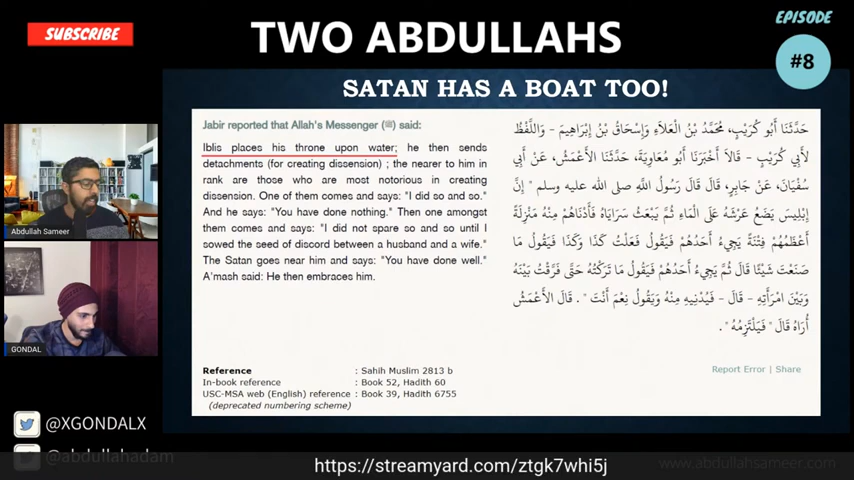 SUBSCRIBE
TWO ABDULLAHS
EPISODE
#8
SATAN HAS A BOAT TOO!
Jabir reported that Allah's Messenger (ﷺ) said:
Iblis places his throne upon water; he then sends
detachments (for creating dissension) ; the nearer to him in
rank are those who are most notorious in creating
dissension. One of them comes and says: "I did so and so."
And he says: "You have done nothing." Then one amongst
them comes and says: "I did not spare so and so until I
sowed the seed of discord between a husband and a wife."
The Satan goes near him and says: "You have done well."
A'mash said: He then embraces him.
حَدَّثَنَا أَبُو كُرَيْبٍ، مُحَمَّدُ بْنُ الْعَلاَءِ وَإِسْحَاقُ بْنُ إِبْرَاهِيمَ - وَاللَّفْظُ
لأَبِي كُرَيْبٍ - قَالاَ أَخْبَرَنَا أَبُو مُعَاوِيَةَ، حَدَّثَنَا الأَعْمَشُ، عَنْ أَبِي
سُفْيَانَ، عَنْ جَابِرٍ، قَالَ قَالَ رَسُولُ اللَّهِ صلى الله عليه وسلم " إِنَّ
إِبْلِيسَ يَضَعُ عَرْشَهُ عَلَى الْمَاءِ ثُمَّ يَبْعَثُ سَرَايَاهُ فَأَدْنَاهُمْ مِنْهُ مَنْزِلَةً
أَعْظَمُهُمْ فِتْنَةً يَجِيءُ أَحَدُهُمْ فَيَقُولُ فَعَلْتُ كَذَا وَكَذَا فَيَقُولُ مَا
صَنَعْتَ شَيْئًا قَالَ ثُمَّ يَجِيءُ أَحَدُهُمْ فَيَقُولُ مَا تَرَكْتُهُ حَتَّى فَرَّقْتُ بَيْنَهُ
وَبَيْنَ امْرَأَتِهِ - قَالَ - فَيُدْنِيهِ مِنْهُ وَيَقُولُ نِعْمَ أَنْتَ " . قَالَ الأَعْمَشُ
أُرَاهُ قَالَ " فَيَلْتَزِمُهُ " .
Reference : Sahih Muslim 2813 b
In-book reference : Book 52, Hadith 60
USC-MSA web (English) reference : Book 39, Hadith 6755
(deprecated numbering scheme)
Report Error | Share
Abdullah Sameer
GONDAL
@XGONDALX
@abdullahadam
https://streamyard.com/ztgk7whi5j
www.abdullahsameer.com